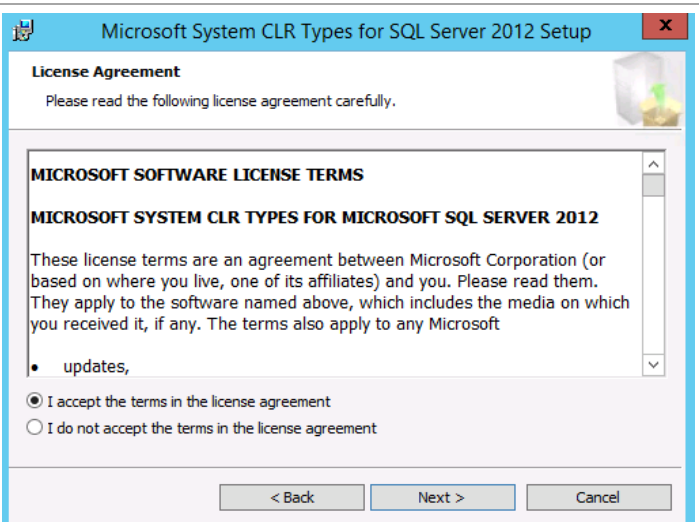 Microsoft System CLR Types for SQL Server 2012 Setup
x
License Agreement
Please read the following license agreement carefully.
MICROSOFT SOFTWARE LICENSE TERMS
MICROSOFT SYSTEM CLR TYPES FOR MICROSOFT SQL SERVER 2012
These license terms are an agreement between Microsoft Corporation (or
based on where you live, one of its affiliates) and you. Please read them.
They apply to the software named above, which includes the media on which
you received it, if any. The terms also apply to any Microsoft
• updates,
I accept the terms in the license agreement
I do not accept the terms in the license agreement
< Back Next > Cancel